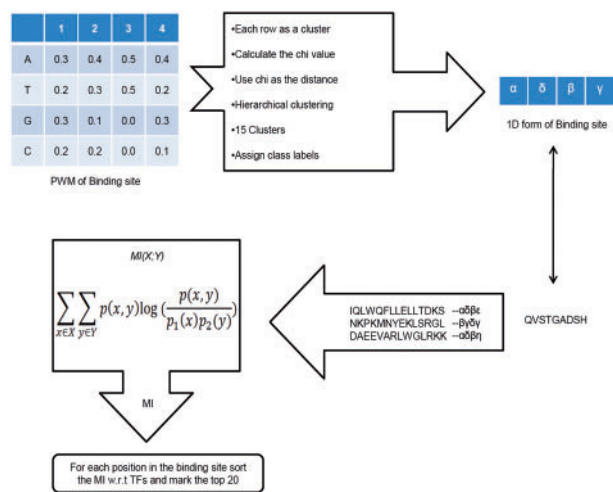 1 2 3 4
A 0.3 0.4 0.5 0.4
T 0.2 0.3 0.5 0.2
G 0.3 0.1 0.0 0.3
C 0.2 0.2 0.0 0.1
PWM of Binding site
•Each row as a cluster
•Calculate the chi value
•Use chi as the distance
•Hierarchical clustering
•15 Clusters
•Assign class labels
α δ β γ
1D form of Binding site
MI(X;Y)
∑x∈X ∑y∈Y p(x,y)log (p(x,y)/p₁(x)p₂(y))
IQLWQFLLELLTDKS --αδβε
NKPKMNYEKLSRGL --βγδγ
DAEEVARLWGLRKK --αδβη
QVSTGADSH
MI
For each position in the binding site sort
the MI w.r.t TFs and mark the top 20